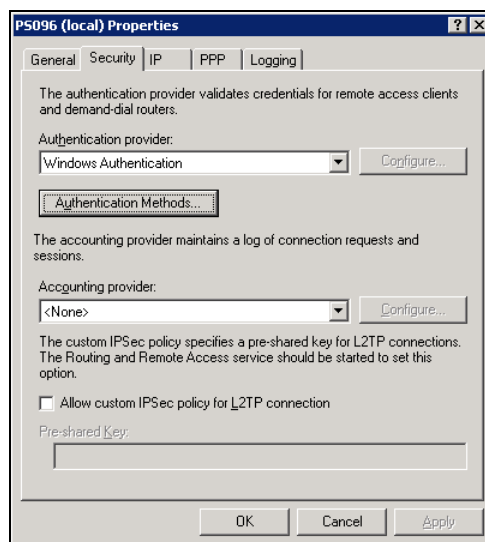 PS096 (local) Properties
General Security IP PPP Logging
The authentication provider validates credentials for remote access clients
and demand-dial routers.
Authentication provider:
Windows Authentication Configure...
Authentication Methods...
The accounting provider maintains a log of connection requests and
sessions.
Accounting provider:
<None> Configure...
The custom IPSec policy specifies a pre-shared key for L2TP connections.
The Routing and Remote Access service should be started to set this
option.
Allow custom IPSec policy for L2TP connection
Pre-shared Key:
OK Cancel Apply